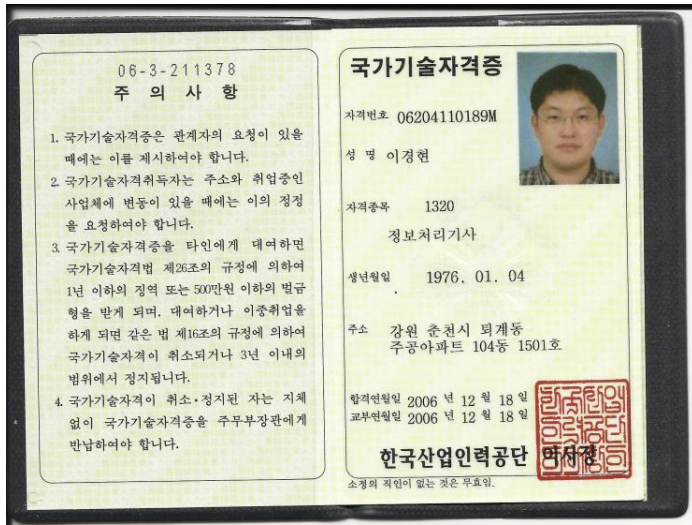 06-3-211378
주 의 사 항
1. 국가기술자격증은 관계자의 요청이 있을
때에는 이를 제시하여야 합니다.
2. 국가기술자격취득자는 주소와 취업중인
사업체에 변동이 있을 때에는 이의 정정
을 요청하여야 합니다.
3. 국가기술자격증을 타인에게 대여하면
국가기술자격법 제26조의 규정에 의하여
1년 이하의 징역 또는 500만원 이하의 벌금
형을 받게 되며, 대여하거나 이중취업을
하게 되면 같은 법 제16조의 규정에 의하여
국가기술자격이 취소되거나 3년 이내의
범위에서 정지됩니다.
4. 국가기술자격이 취소·정지된 자는 지체
없이 국가기술자격증을 주무부장관에게
반납하여야 합니다.
국가기술자격증
자격번호 06204110189M
성 명 이경현
자격종목 1320
정보처리기사
생년월일 1976. 01. 04
주소 강원 춘천시 퇴계동
주공아파트 104동 1501호
합격연월일 2006 년 12 월 18 일
교부연월일 2006 년 12 월 18 일
한국산업인력공단 이사장
소정의 직인이 없는 것은 무효임.